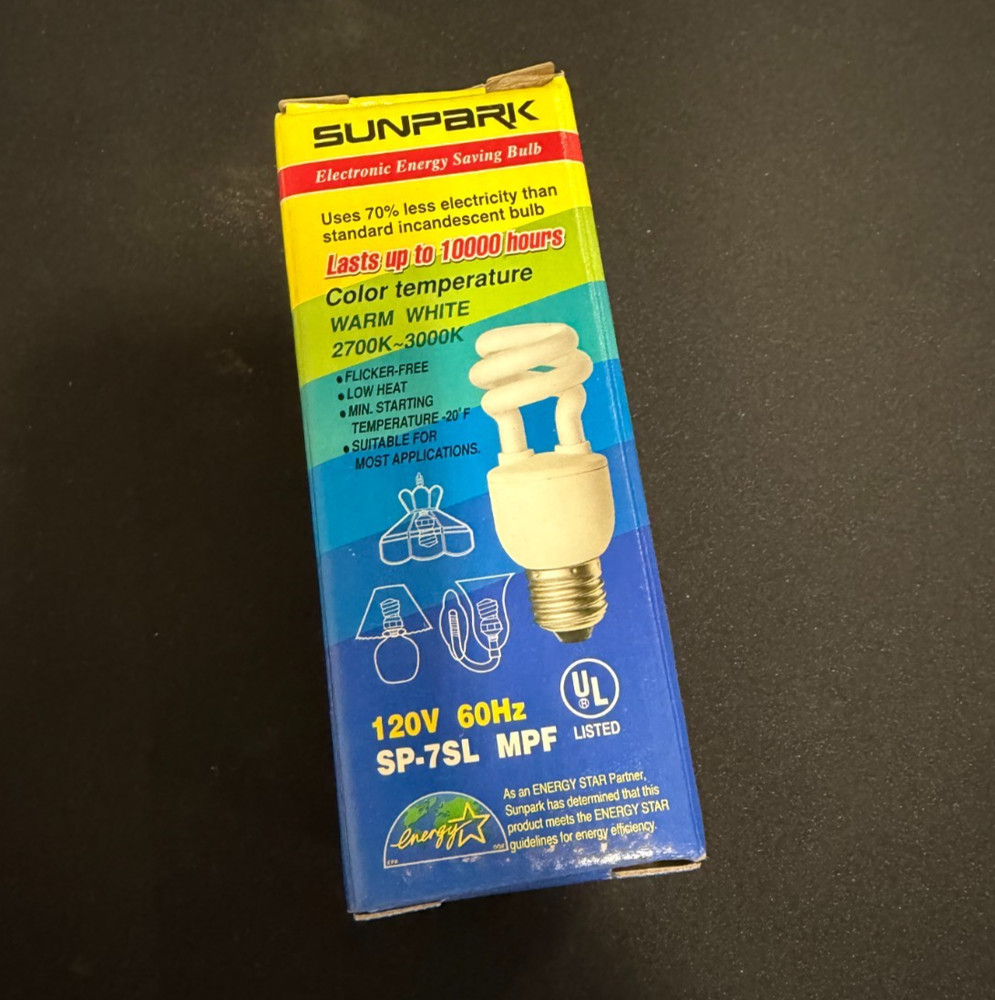 SUNPARK
Electronic Energy Saving Bulb
Uses 70% less electricity than
standard incandescent bulb
Lasts up to 10000 hours
Color temperature
WARM WHITE
2700K~3000K
• FLICKER-FREE
• LOW HEAT
• MIN. STARTING
TEMPERATURE -20°F
• SUITABLE FOR
MOST APPLICATIONS.
UL
®
LISTED
120V 60Hz
SP-7SL MPF
As an ENERGY STAR Partner,
Sunpark has determined that this
product meets the ENERGY STAR
guidelines for energy efficiency.
energy
EPA
DOE